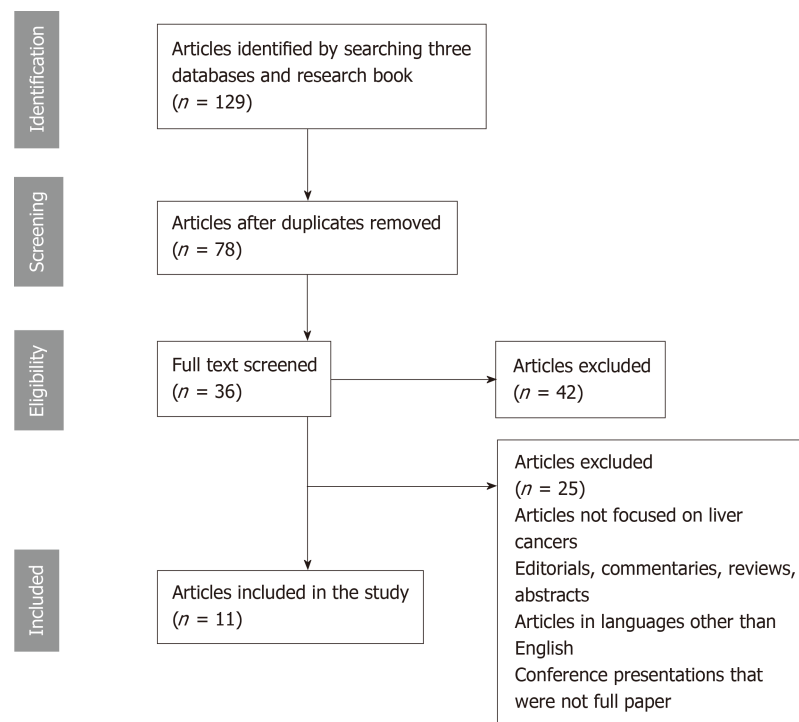 Identification
Articles identified by searching three
databases and research book
(n = 129)
Screening
Articles after duplicates removed
(n = 78)
Eligibility
Full text screened
(n = 36)
Articles excluded
(n = 42)
Articles excluded
(n = 25)
Articles not focused on liver
cancers
Editorials, commentaries, reviews,
abstracts
Articles in languages other than
English
Conference presentations that
were not full paper
Included
Articles included in the study
(n = 11)